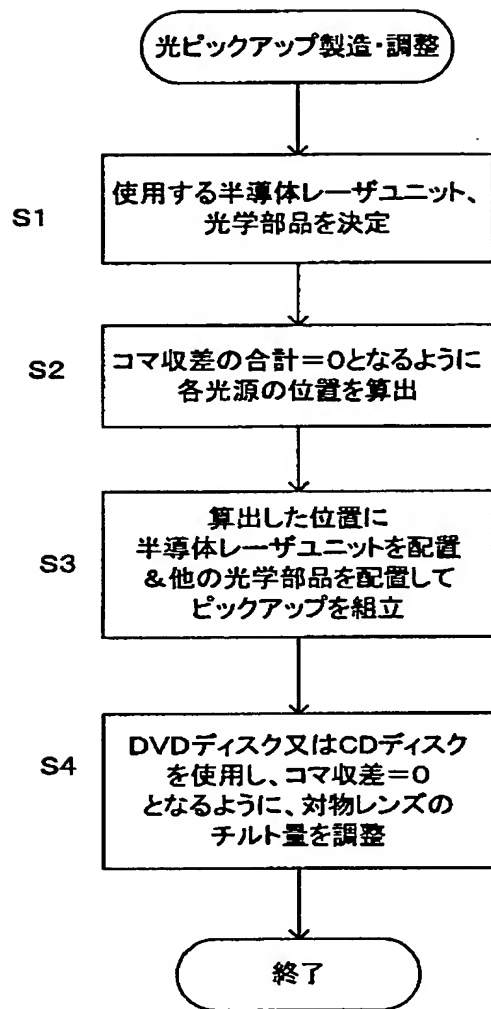 光ピックアップ製造・調整
S1
使用する半導体レーザユニット、
光学部品を決定
S2
コマ収差の合計＝0となるように
各光源の位置を算出
S3
算出した位置に
半導体レーザユニットを配置
＆他の光学部品を配置して
ピックアップを組立
S4
DVDディスク又はCDディスク
を使用し、コマ収差＝0
となるように、対物レンズの
チルト量を調整
終了